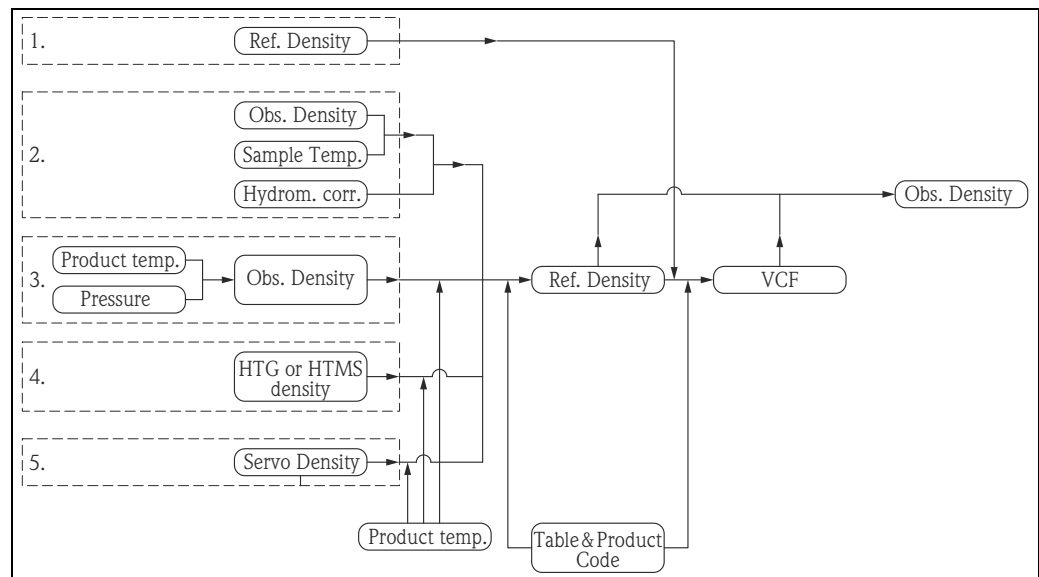 1.
Ref. Density
2.
Obs. Density
Sample Temp.
Hydrom. corr.
Obs. Density
3.
Product temp.
Pressure
Obs. Density
Ref. Density
VCF
4.
HTG or HTMS
density
5.
Servo Density
Product temp.
Table & Product
Code